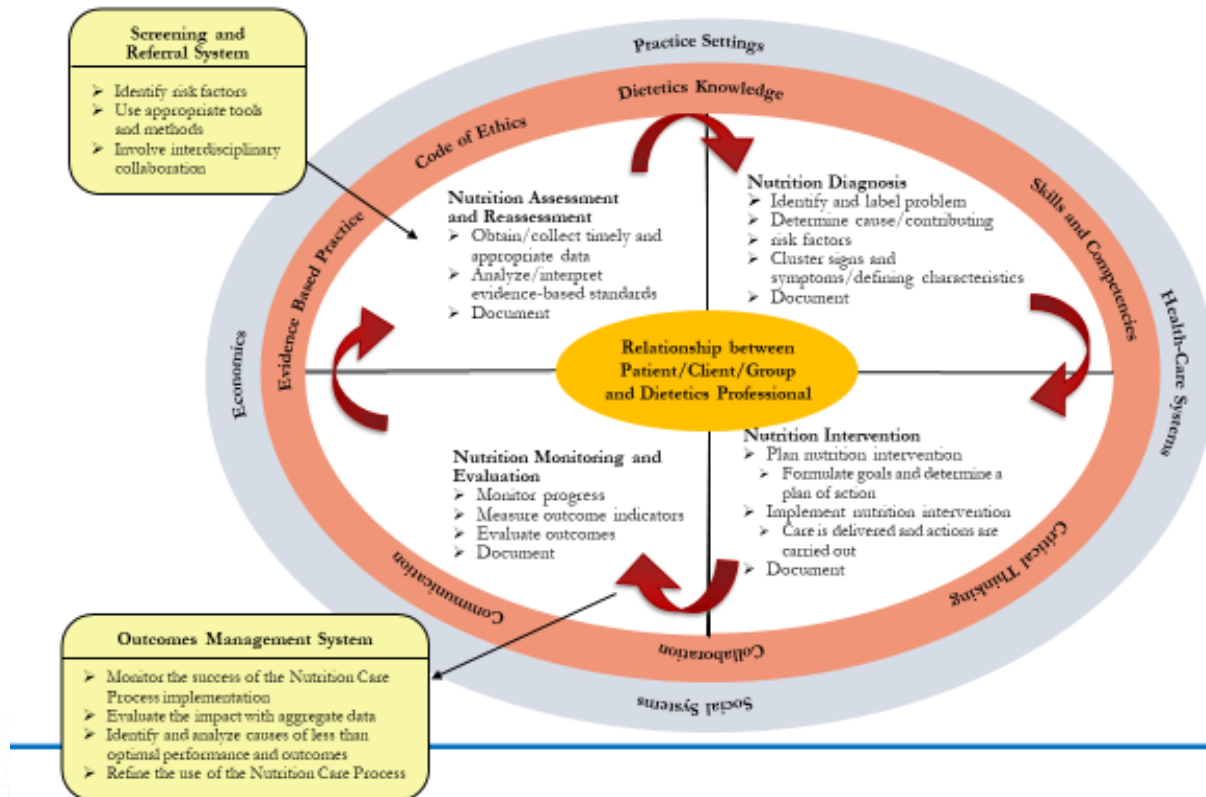 Screening and
Referral System
➢ Identify risk factors
➢ Use appropriate tools
and methods
➢ Involve interdisciplinary
collaboration
Practice Settings
Dietetics Knowledge
Code of Ethics
Skills and Competencies
Evidence Based Practice
Economics
Health-Care Systems
Nutrition Assessment
and Reassessment
➢ Obtain/collect timely and
appropriate data
➢ Analyze/interpret
evidence-based standards
➢ Document
Nutrition Diagnosis
➢ Identify and label problem
➢ Determine cause/contributing
➢ risk factors
➢ Cluster signs and
symptoms/defining characteristics
➢ Document
Relationship between
Patient/Client/Group
and Dietetics Professional
Nutrition Monitoring and
Evaluation
➢ Monitor progress
➢ Measure outcome indicators
➢ Evaluate outcomes
➢ Document
Nutrition Intervention
➢ Plan nutrition intervention
➢ Formulate goals and determine a
plan of action
➢ Implement nutrition intervention
➢ Care is delivered and actions are
carried out
➢ Document
Communication
Critical Thinking
Collaboration
Social Systems
Outcomes Management System
➢ Monitor the success of the Nutrition Care
Process implementation
➢ Evaluate the impact with aggregate data
➢ Identify and analyze causes of less than
optimal performance and outcomes
➢ Refine the use of the Nutrition Care Process